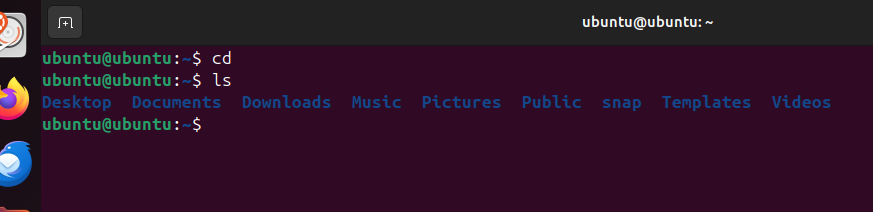 ubuntu@ubuntu: ~
ubuntu@ubuntu:~$ cd
ubuntu@ubuntu:~$ ls
Desktop  Documents  Downloads  Music  Pictures  Public  snap  Templates  Videos
ubuntu@ubuntu:~$